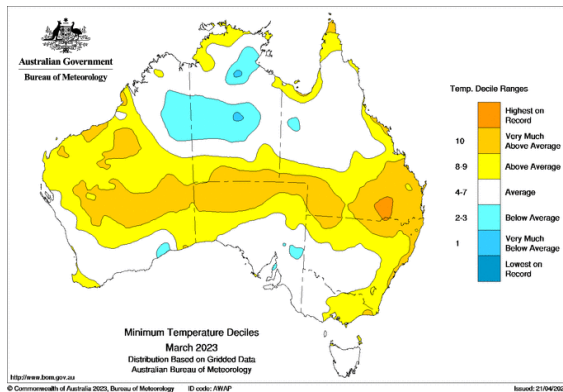 Australian Government
Bureau of Meteorology
Temp. Decile Ranges
Highest on
Record
10
Very Much
Above Average
8-9
Above Average
4-7
Average
2-3
Below Average
1
Very Much
Below Average
Lowest on
Record
Minimum Temperature Deciles
March 2023
Distribution Based on Gridded Data
Australian Bureau of Meteorology
http://www.bom.gov.au
© Commonwealth of Australia 2023, Bureau of Meteorology ID code: AWAP Issued: